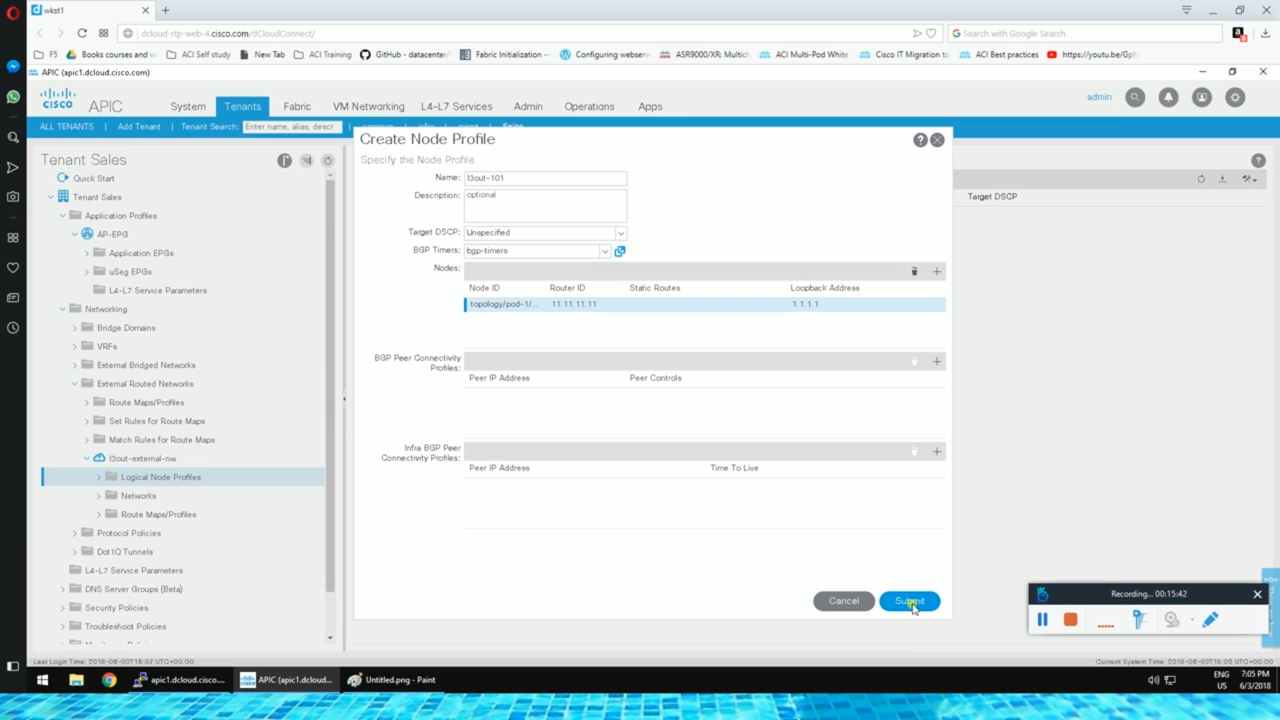 wkst1
dcloud-rtp-web-4.cisco.com/dCloudConnect/
Search with Google Search
F5
Books courses and vi
ACI Self study
New Tab
ACI Training
GitHub - datacenter/
Fabric Initialization –
Configuring webserv
ASR9000/XR: Multich
ACI Multi-Pod White
Cisco IT Migration to
ACI Best practices
APIC (apic1.dcloud.cisco.com)
CISCO
APIC
System
Tenants
Fabric
VM Networking
L4-L7 Services
Admin
Operations
Apps
admin
ALL TENANTS | Add Tenant | Tenant Search: Enter name, alias, descr
Tenant Sales
Quick Start
Tenant Sales
Application Profiles
AP-EPG
Application EPGs
uSeg EPGs
L4-L7 Service Parameters
Networking
Bridge Domains
VRFs
External Bridged Networks
External Routed Networks
Route Maps/Profiles
Set Rules for Route Maps
Match Rules for Route Maps
l3out-external-nw
Logical Node Profiles
Networks
Route Maps/Profiles
Protocol Policies
Dot1Q Tunnels
L4-L7 Service Parameters
DNS Server Groups (Beta)
Security Policies
Troubleshoot Policies
Create Node Profile
Specify the Node Profile
Name: l3out-101
Description: optional
Target DSCP: Unspecified
BGP Timers: bgp-timers
Nodes:
Node ID Router ID Static Routes Loopback Address
topology/pod-1/... 11.11.11.11 1.1.1.1
BGP Peer Connectivity
Profiles:
Peer IP Address Peer Controls
Infra BGP Peer
Connectivity Profiles:
Peer IP Address Time To Live
Cancel
Submit
Target DSCP
Recording... 00:15:42
Last Login Time: 2018-06-03T16:07 UTC+00:00
Current System Time: 2018-06-03T18:06 UTC+00:00
apic1.dcloud.cisco....
APIC (apic1.dcloud....
Untitled.png - Paint
ENG
US
7:05 PM
6/3/2018